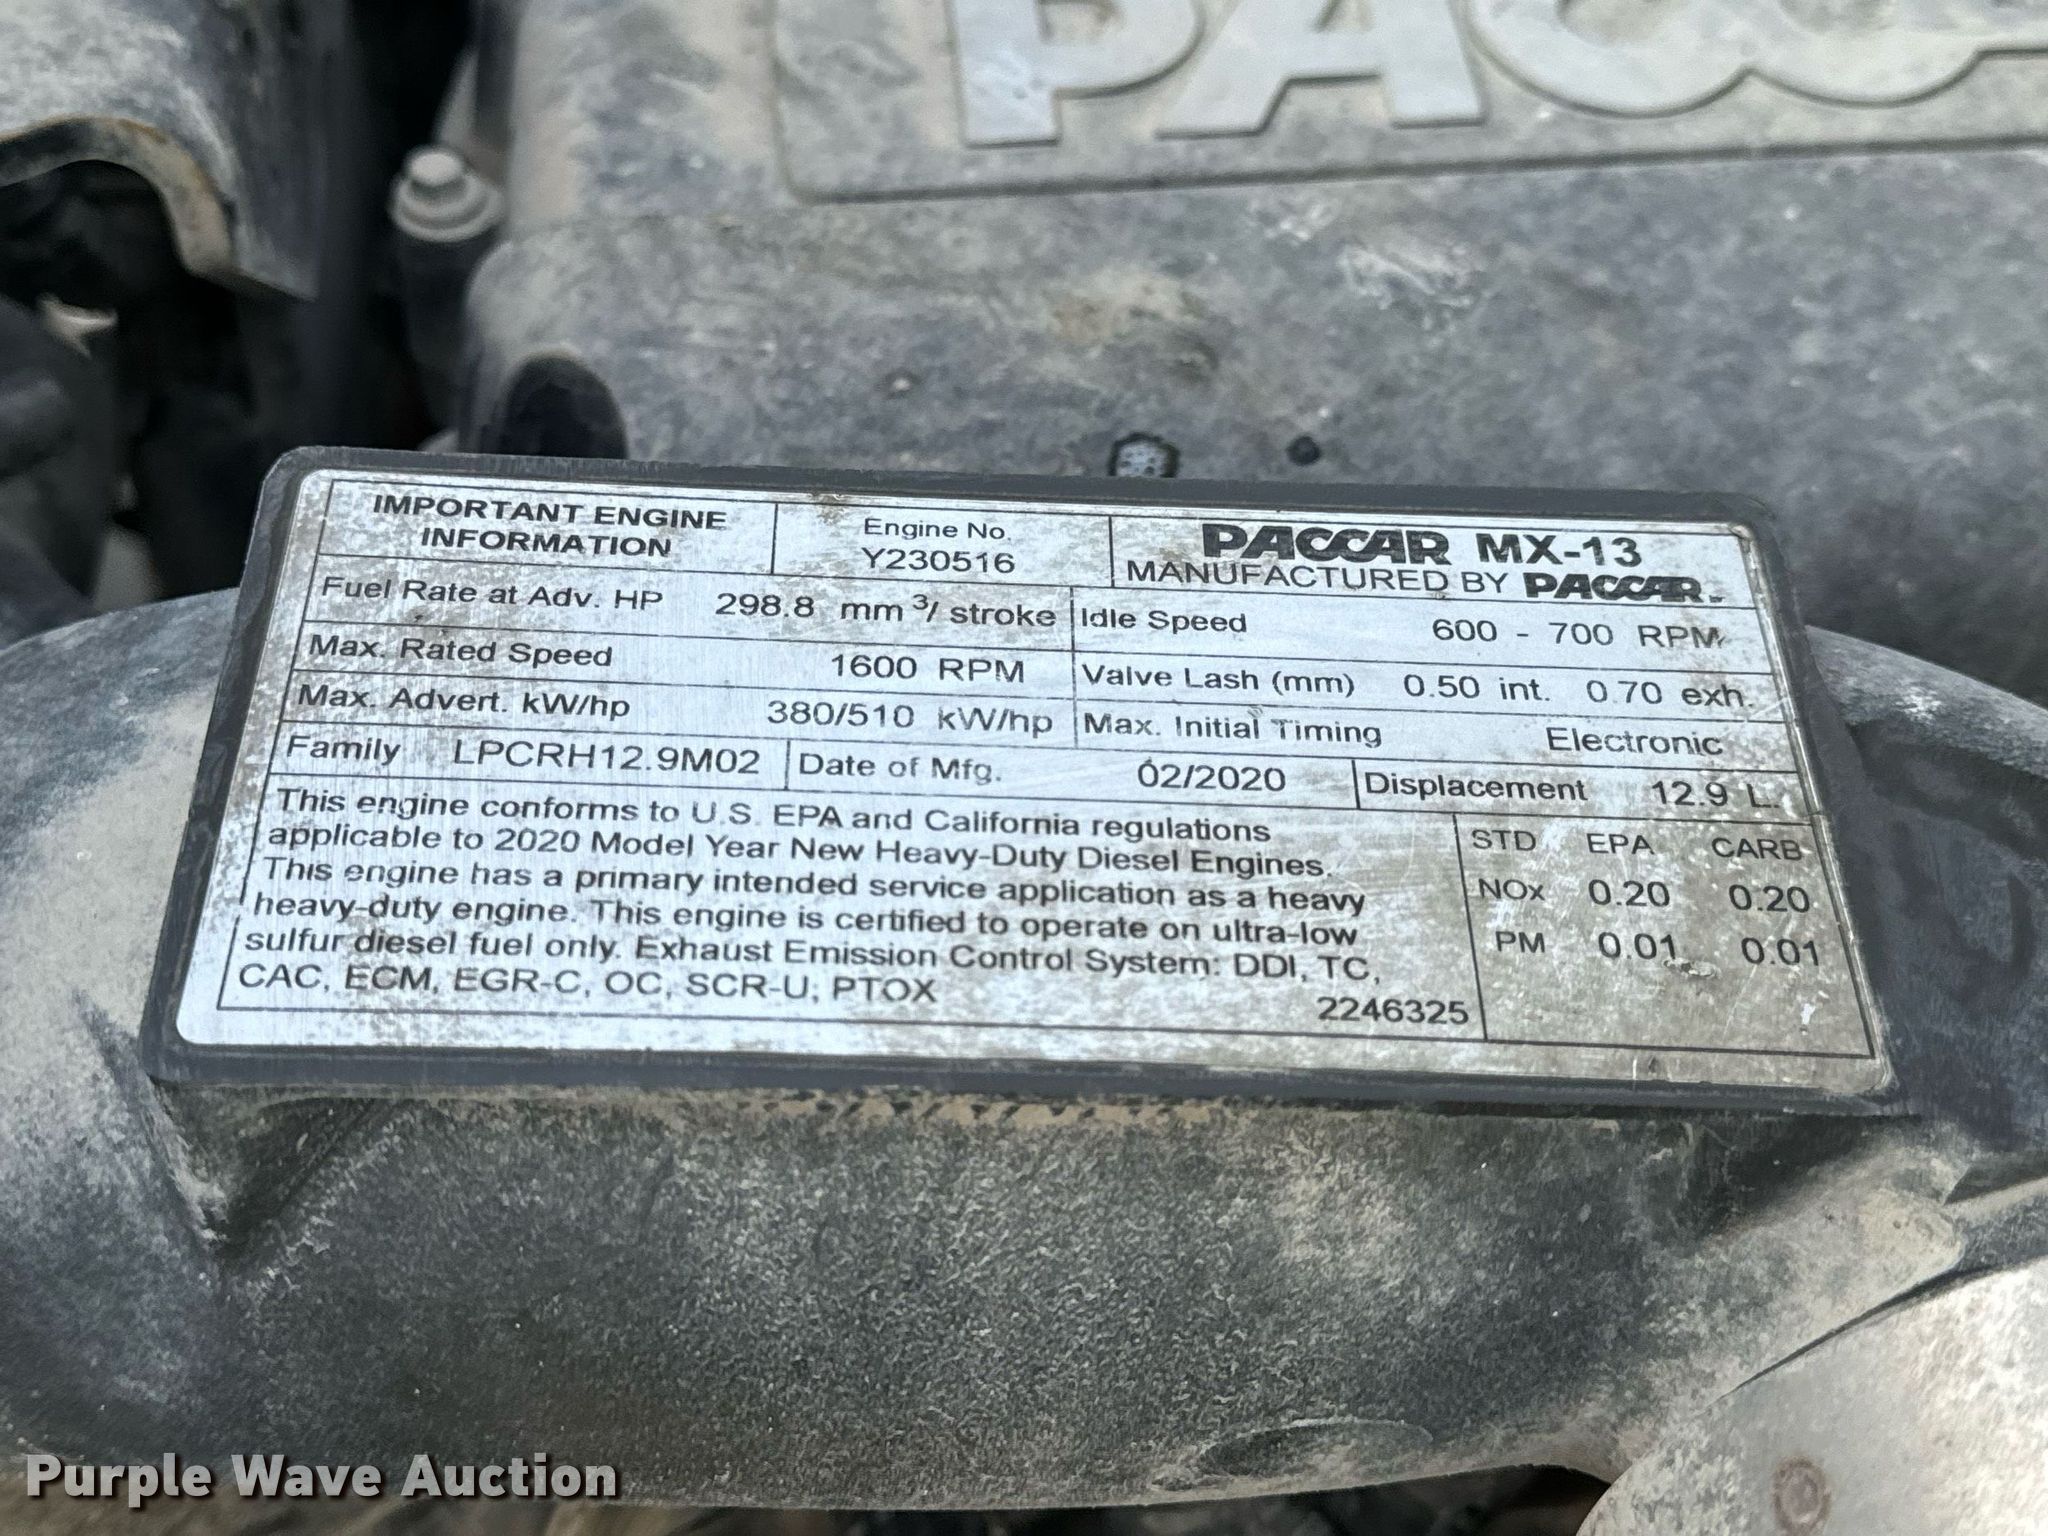 PACC
IMPORTANT ENGINE
INFORMATION
Engine No.
Y230516
PACCAR MX-13
MANUFACTURED BY PACCAR
Fuel Rate at Adv. HP 298.8 mm3/ stroke
Idle Speed 600 - 700 RPM
Max. Rated Speed 1600 RPM
Valve Lash (mm) 0.50 int. 0.70 exh.
Max. Advert. kW/hp 380/510 kW/hp
Max. Initial Timing Electronic
Family LPCRH12.9M02
Date of Mfg. 02/2020
Displacement 12.9 L.
This engine conforms to U.S. EPA and California regulations
applicable to 2020 Model Year New Heavy-Duty Diesel Engines.
This engine has a primary intended service application as a heavy
heavy-duty engine. This engine is certified to operate on ultra-low
sulfur diesel fuel only. Exhaust Emission Control System: DDI, TC,
CAC, ECM, EGR-C, OC, SCR-U, PTOX
2246325
STD EPA CARB
NOx 0.20 0.20
PM 0.01 0.01
Purple Wave Auction